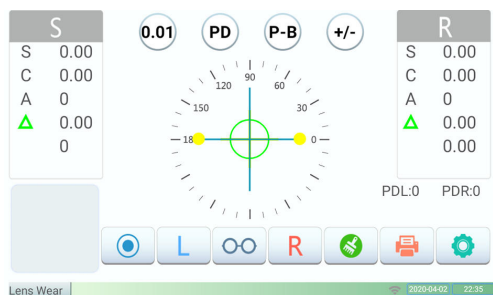 S
S 0.00
C 0.00
A 0
0.00
0
0.01 PD P-B +/-
120 90 60
150 30
18 0
R
S 0.00
C 0.00
A 0
0.00
0.00
PDL:0 PDR:0
L R
Lens Wear 2020-04-02 22:35